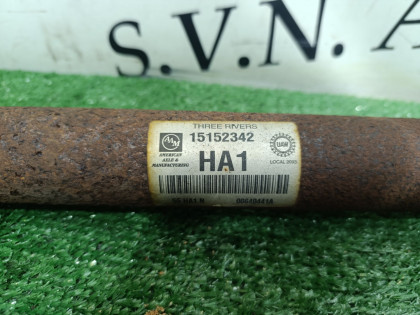 S.V.N. A
THREE RIVERS
15152342
AMERICAN
AXLE &
MANUFACTURING
HA1
UAW
LOCAL 2093